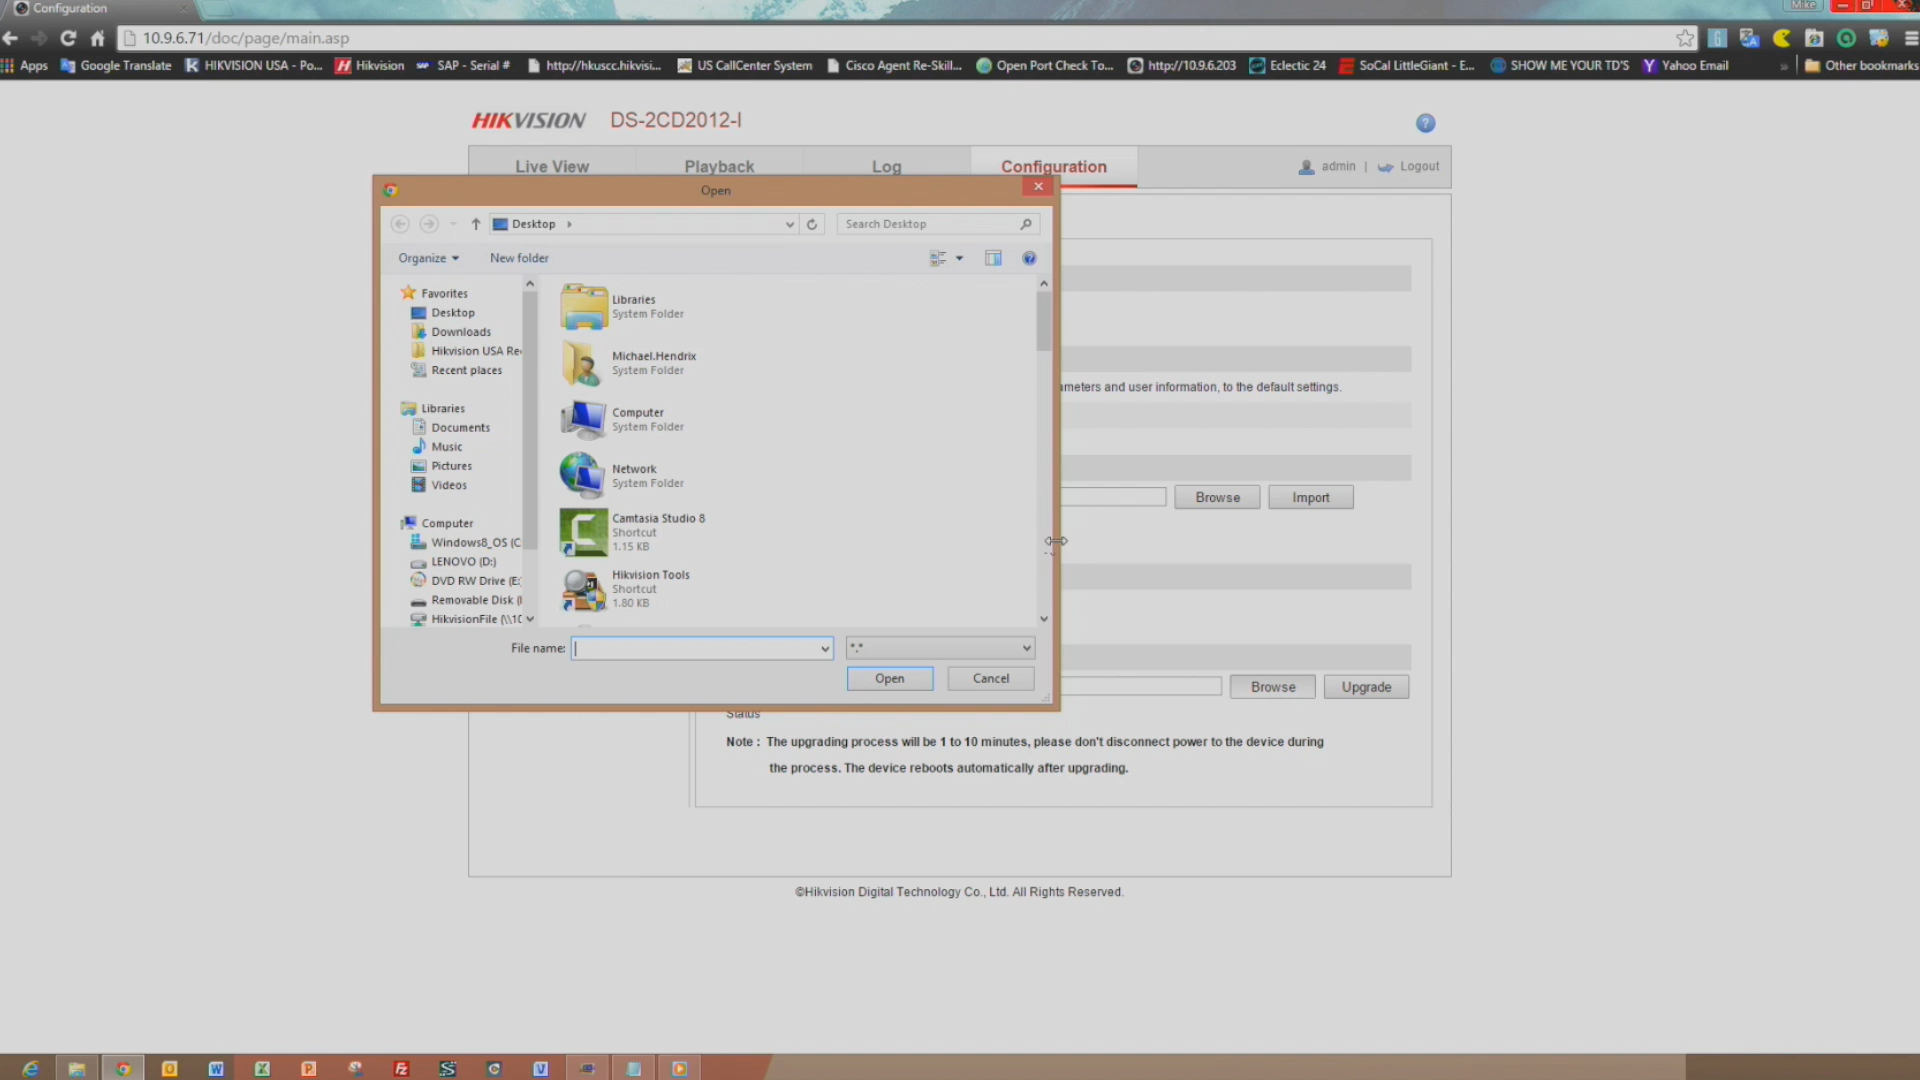 Configuration
Mike
10.9.6.71/doc/page/main.asp
Apps Google Translate HIKVISION USA - Po... Hikvision SAP - Serial # http://hkuscc.hikvisi... US CallCenter System Cisco Agent Re-Skill... Open Port Check To... http://10.9.6.203 Eclectic 24 SoCal LittleGiant - E... SHOW ME YOUR TD'S Yahoo Email » Other bookmarks
HIKVISION DS-2CD2012-I
Live View Playback Log Configuration admin | Logout
Open
Desktop
Search Desktop
Organize New folder
Favorites
Desktop
Downloads
Hikvision USA Re
Recent places
Libraries
Documents
Music
Pictures
Videos
Computer
Windows8_OS (C
LENOVO (D:)
DVD RW Drive (E:
Removable Disk (
HikvisionFile (\\10
Libraries
System Folder
Michael.Hendrix
System Folder
Computer
System Folder
Network
System Folder
Camtasia Studio 8
Shortcut
1.15 KB
Hikvision Tools
Shortcut
1.80 KB
File name: *.*
Open Cancel
ameters and user information, to the default settings.
Browse Import
Browse Upgrade
Status
Note : The upgrading process will be 1 to 10 minutes, please don't disconnect power to the device during
the process. The device reboots automatically after upgrading.
©Hikvision Digital Technology Co., Ltd. All Rights Reserved.